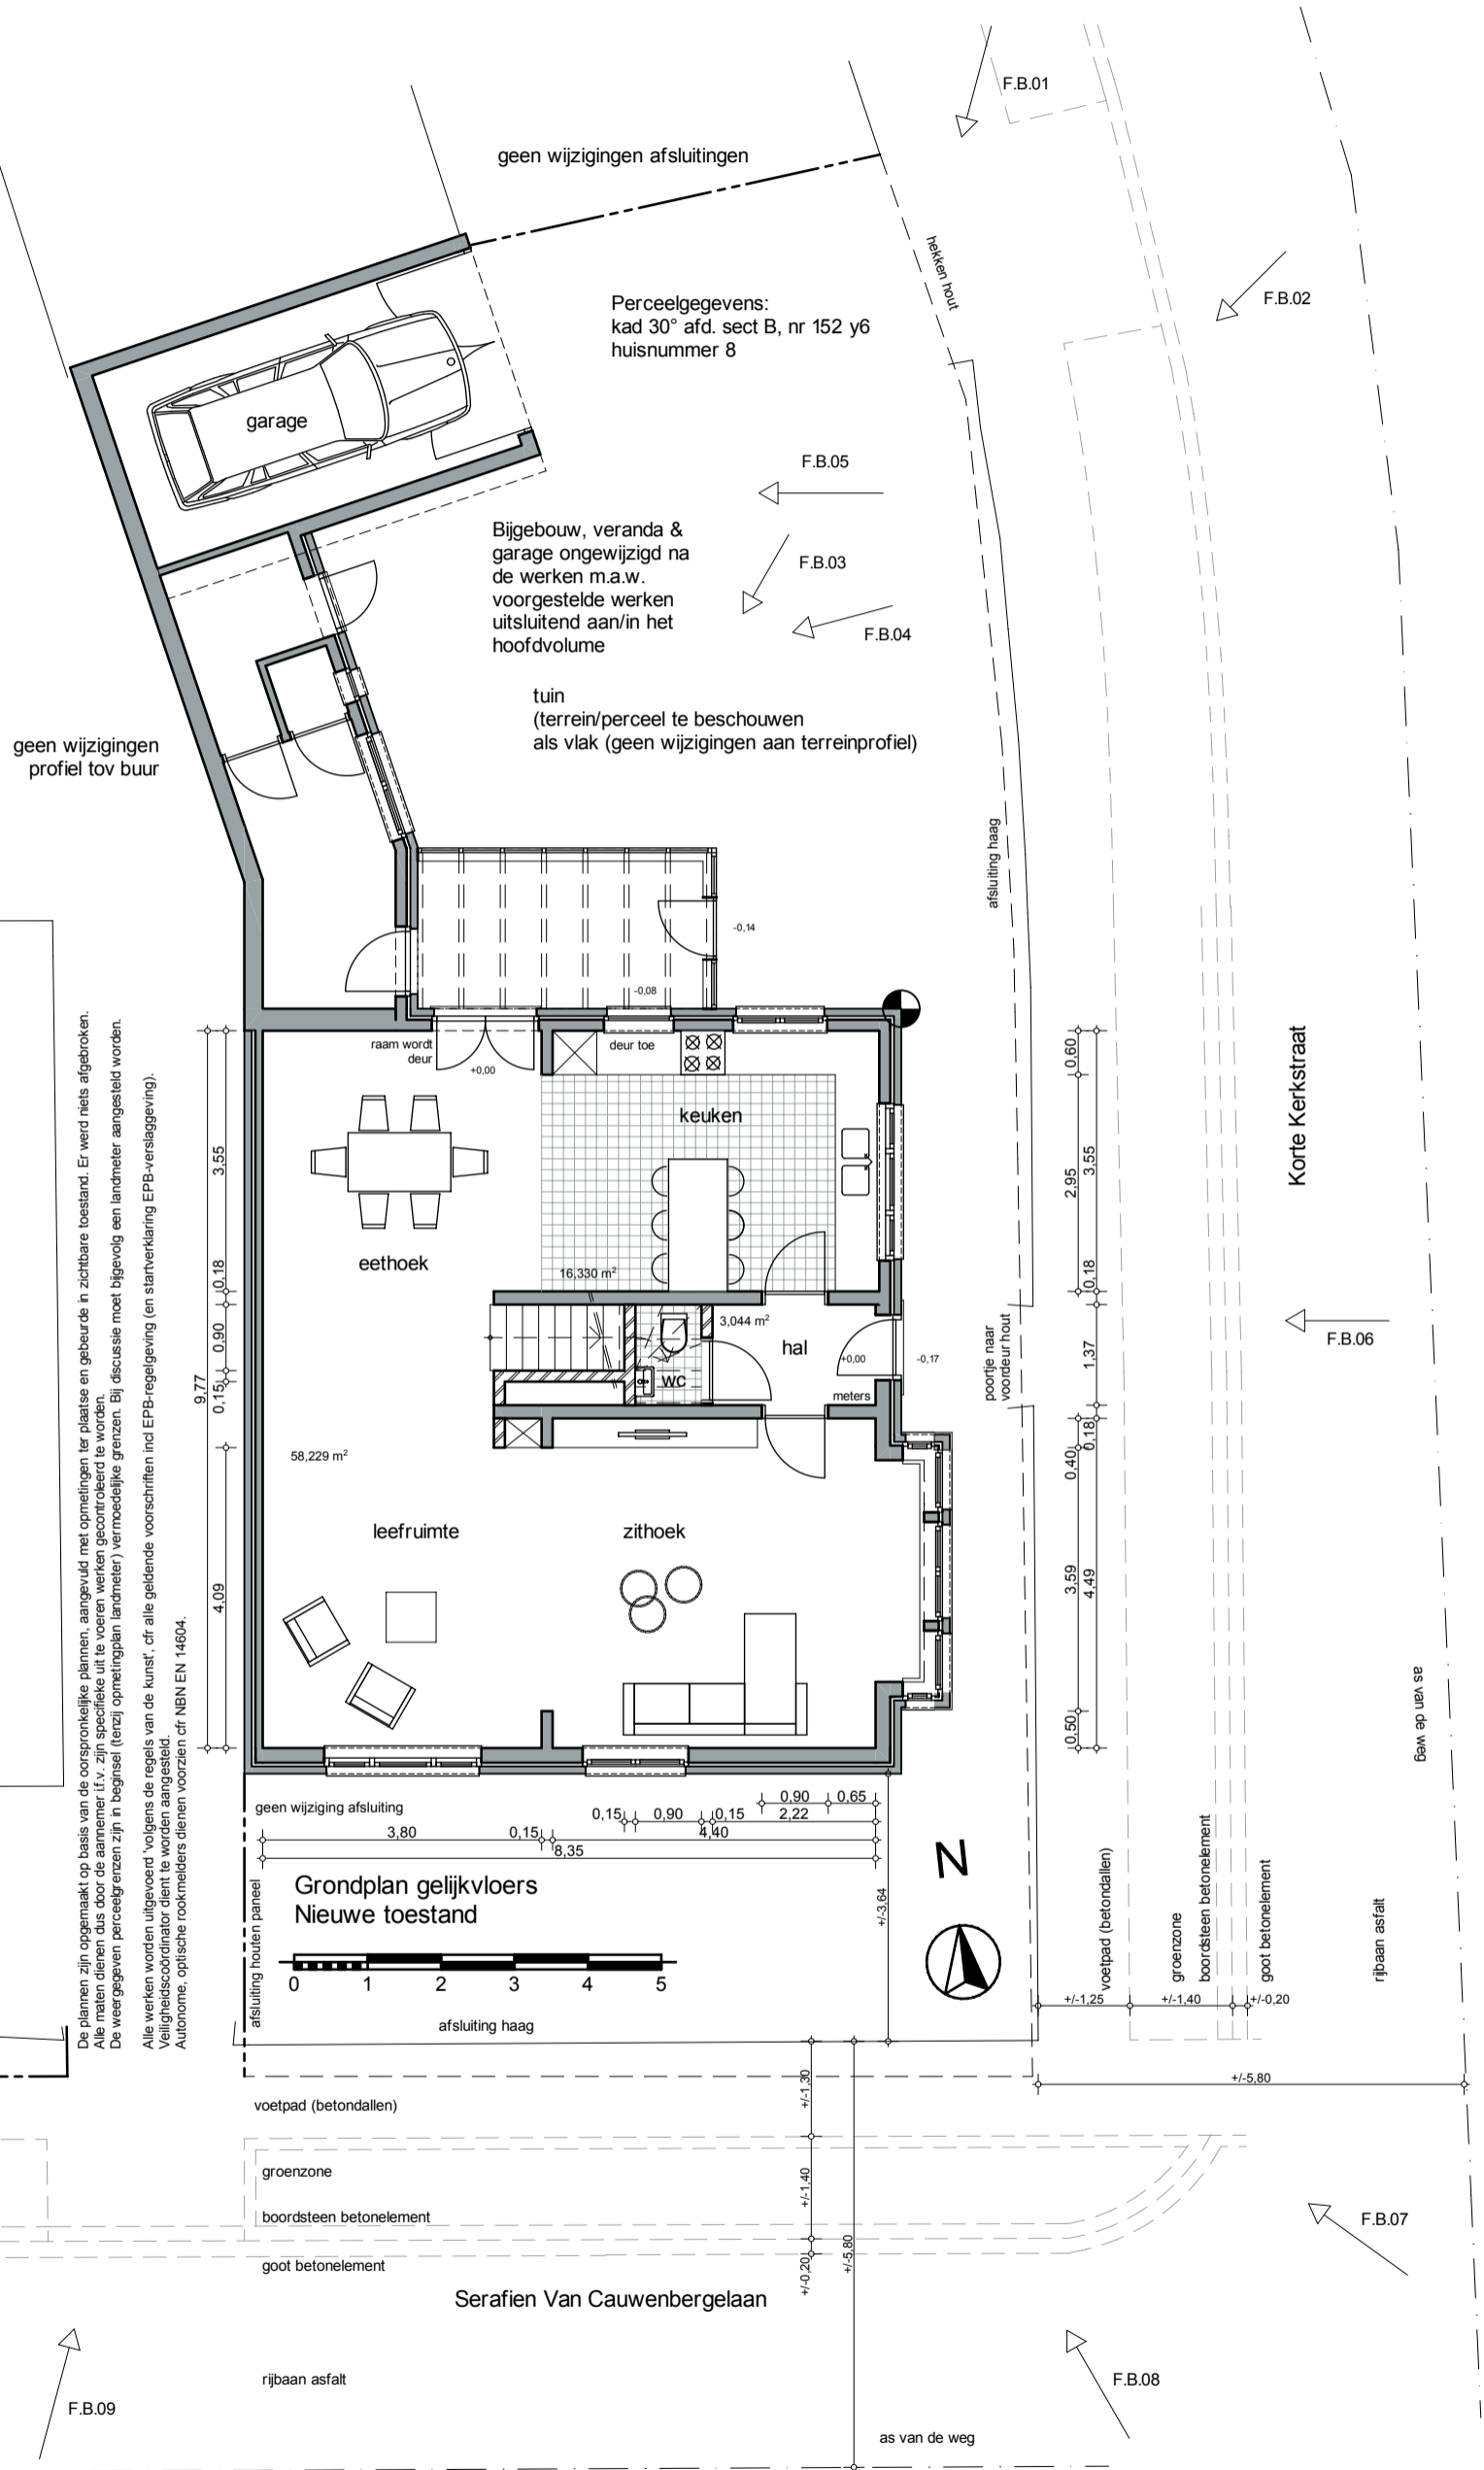 F.B.01
geen wijzigingen afsluitingen
hekken hout
F.B.02
Perceelgegevens:
kad 30° afd. sect B, nr 152 y6
huisnummer 8
garage
F.B.05
Bijgebouw, veranda &
garage ongewijzigd na
de werken m.a.w.
voorgestelde werken
uitsluitend aan/in het
hoofdvolume
F.B.03
F.B.04
tuin
(terrein/perceel te beschouwen
als vlak (geen wijzigingen aan terreinprofiel)
geen wijzigingen
profiel tov buur
afsluiting haag
-0,14
-0,08
raam wordt
deur
+0,00
deur toe
keuken
eethoek
16,330 m²
3,044 m²
hal
+0,00
-0,17
wc
meters
poortje naar
voordeur hout
F.B.06
Korte Kerkstraat
58,229 m²
leefruimte
zithoek
De plannen zijn opgemaakt op basis van de oorspronkelijke plannen, aangevuld met opmetingen ter plaatse en gebeurde in zichtbare toestand. Er werd niets afgebroken.
Alle maten dienen dus door de aannemer i.f.v. zijn specifieke uit te voeren werken gecontroleerd te worden.
De weergegeven perceelgrenzen zijn in beginsel (tenzij opmetingplan landmeter) vermoedelijke grenzen. Bij discussie moet bijgevolg een landmeter aangesteld worden.
Alle werken worden uitgevoerd 'volgens de regels van de kunst', cfr alle geldende voorschriften incl EPB-regelgeving (en startverklaring EPB-verslaggeving).
Veiligheidscoördinator dient te worden aangesteld.
Autonome, optische rookmelders dienen voorzien cfr NBN EN 14604.
9,77
3,55
0,18
0,90
0,15
4,09
0,60
2,95
3,55
0,18
1,37
0,18
0,40
3,59
4,49
0,50
as van de weg
geen wijziging afsluiting
0,90
0,65
0,15
0,90
0,15
2,22
3,80
0,15
4,40
8,35
Grondplan gelijkvloers
Nieuwe toestand
0 1 2 3 4 5
afsluiting houten paneel
afsluiting haag
+/-3,64
N
voetpad (betondallen)
groenzone
boordsteen betonelement
goot betonelement
rijbaan asfalt
+/-1,25
+/-1,40
+/-0,20
+/-5,80
voetpad (betondallen)
+/-1,30
groenzone
+/-1,40
boordsteen betonelement
goot betonelement
+/-0,20
+/-5,80
F.B.07
Serafien Van Cauwenbergelaan
rijbaan asfalt
F.B.08
F.B.09
as van de weg